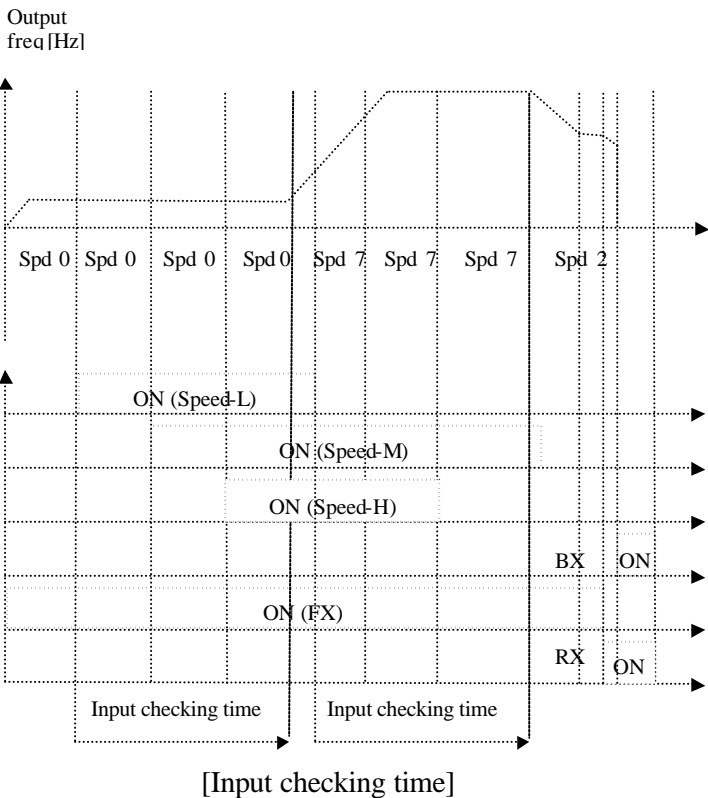 Output
freq [Hz]
Spd 0 Spd 0 Spd 0 Spd 0 Spd 7 Spd 7 Spd 7 Spd 2
ON (Speed-L)
ON (Speed-M)
ON (Speed-H)
BX ON
ON (FX)
RX ON
Input checking time Input checking time
[Input checking time]